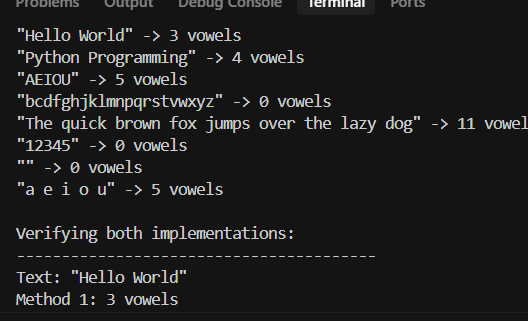 Problems Output Debug Console Terminal Ports
"Hello World" -> 3 vowels
"Python Programming" -> 4 vowels
"AEIOU" -> 5 vowels
"bcdfghjklmnpqrstvwxyz" -> 0 vowels
"The quick brown fox jumps over the lazy dog" -> 11 vowel
"12345" -> 0 vowels
"" -> 0 vowels
"a e i o u" -> 5 vowels
Verifying both implementations:
----------------------------------------
Text: "Hello World"
Method 1: 3 vowels